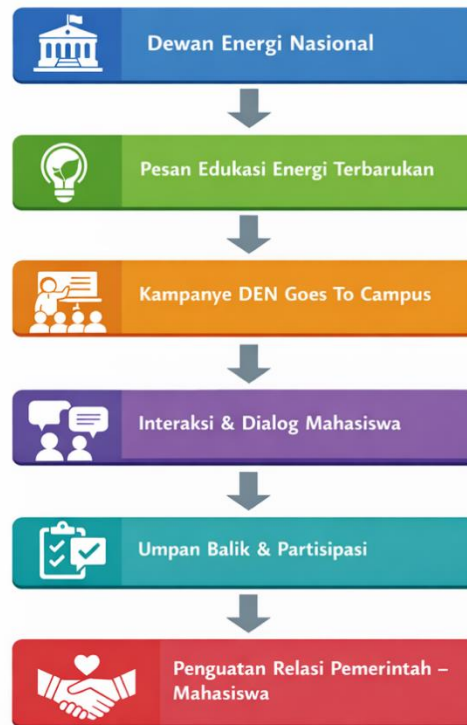 Dewan Energi Nasional
Pesan Edukasi Energi Terbarukan
Kampanye DEN Goes To Campus
Interaksi & Dialog Mahasiswa
Umpan Balik & Partisipasi
Penguatan Relasi Pemerintah –
Mahasiswa